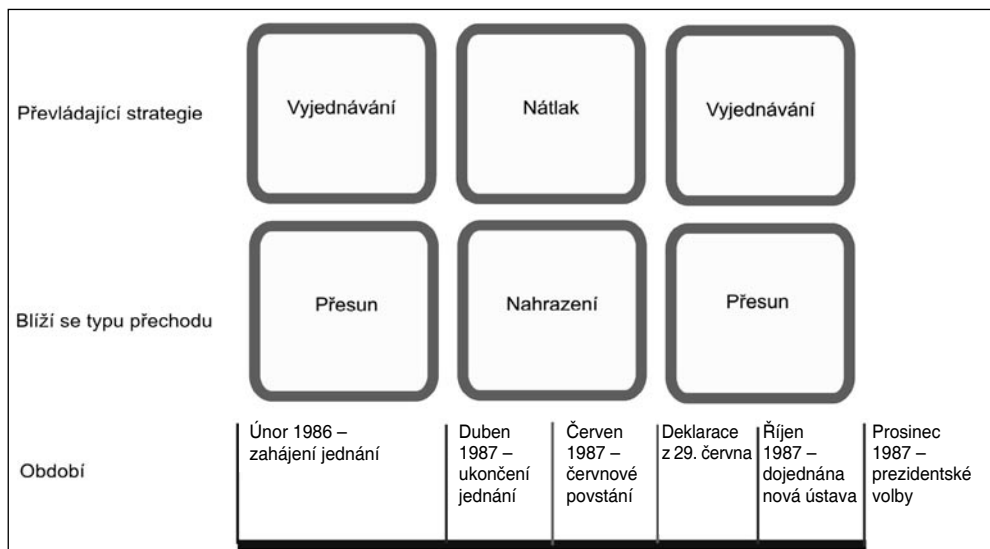 Převládající strategie
Vyjednávání
Nátlak
Vyjednávání
Blíží se typu přechodu
Přesun
Nahrazení
Přesun
Období
Únor 1986 –
zahájení jednání
Duben
1987 –
ukončení
jednání
Červen
1987 –
červnové
povstání
Deklarace
z 29. června
Říjen
1987 –
dojednána
nová ústava
Prosinec
1987 –
prezidentské
volby